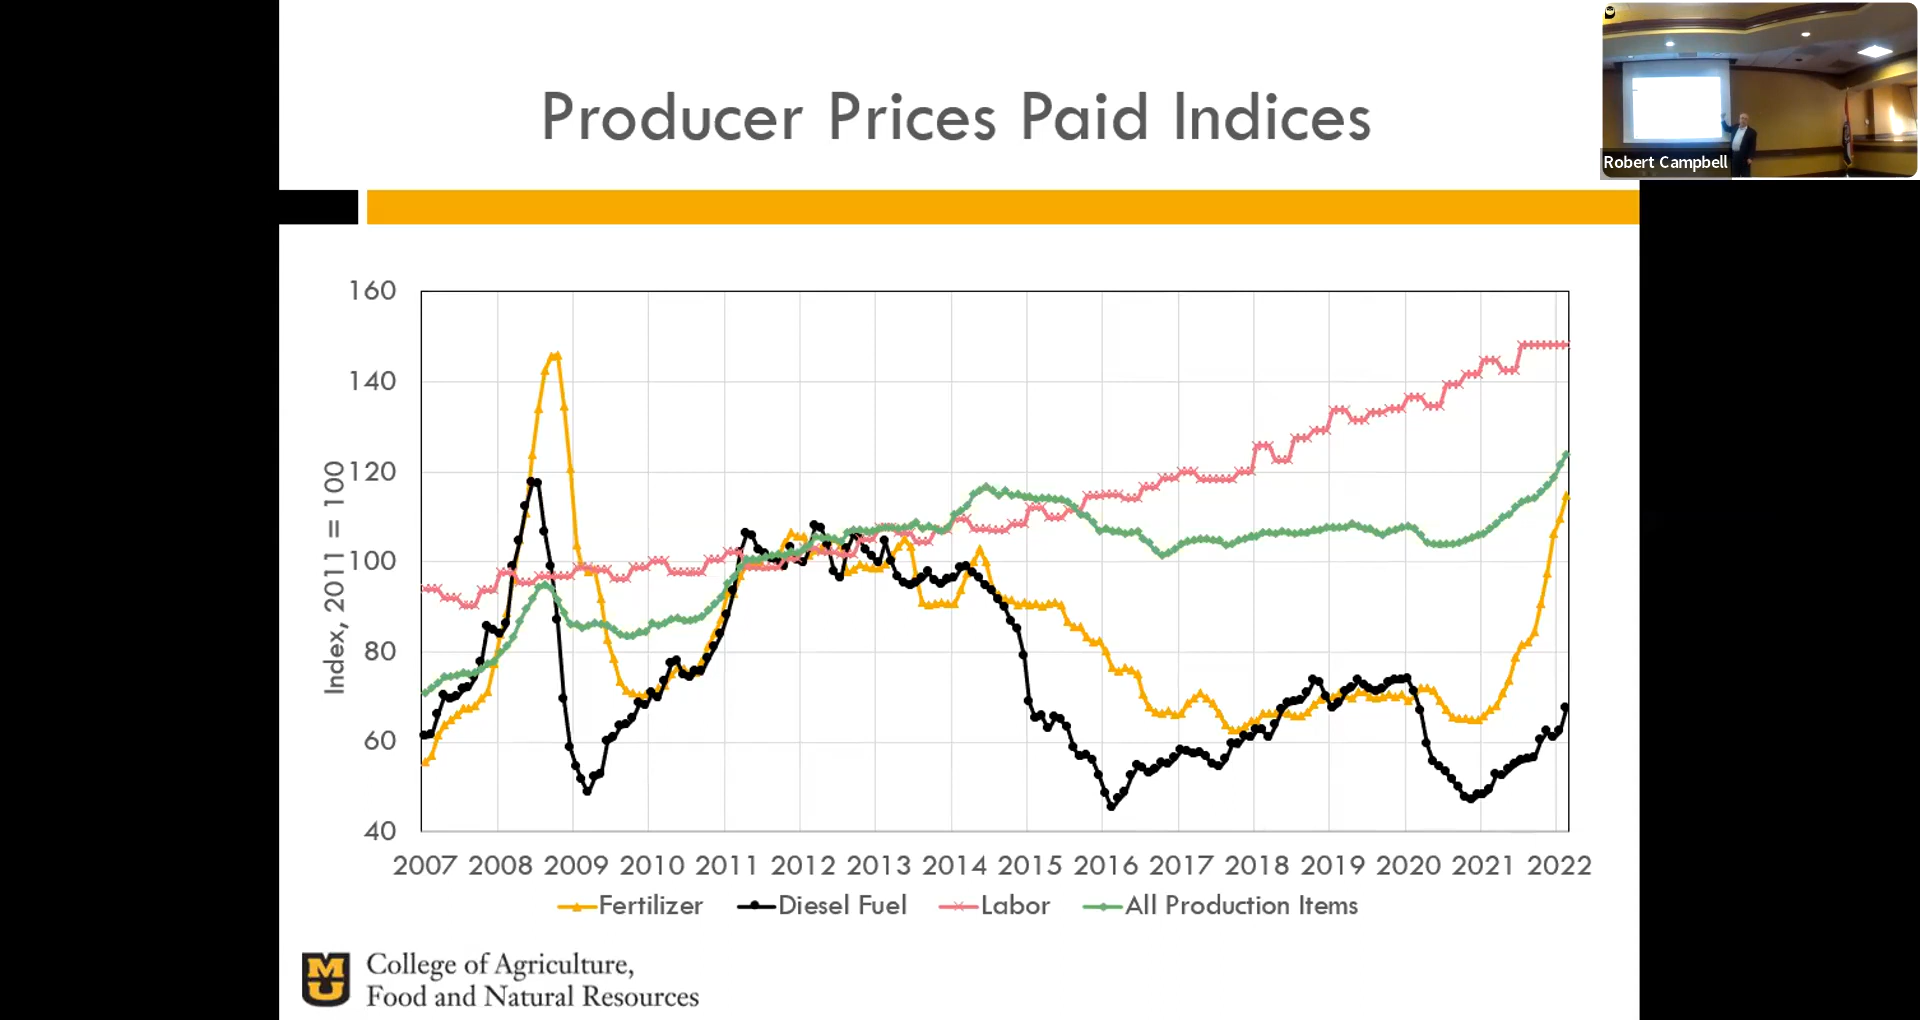 Producer Prices Paid Indices
Robert Campbell
Index, 2011 = 100
160
140
120
100
80
60
40
2007 2008 2009 2010 2011 2012 2013 2014 2015 2016 2017 2018 2019 2020 2021 2022
Fertilizer Diesel Fuel Labor All Production Items
MU
College of Agriculture,
Food and Natural Resources